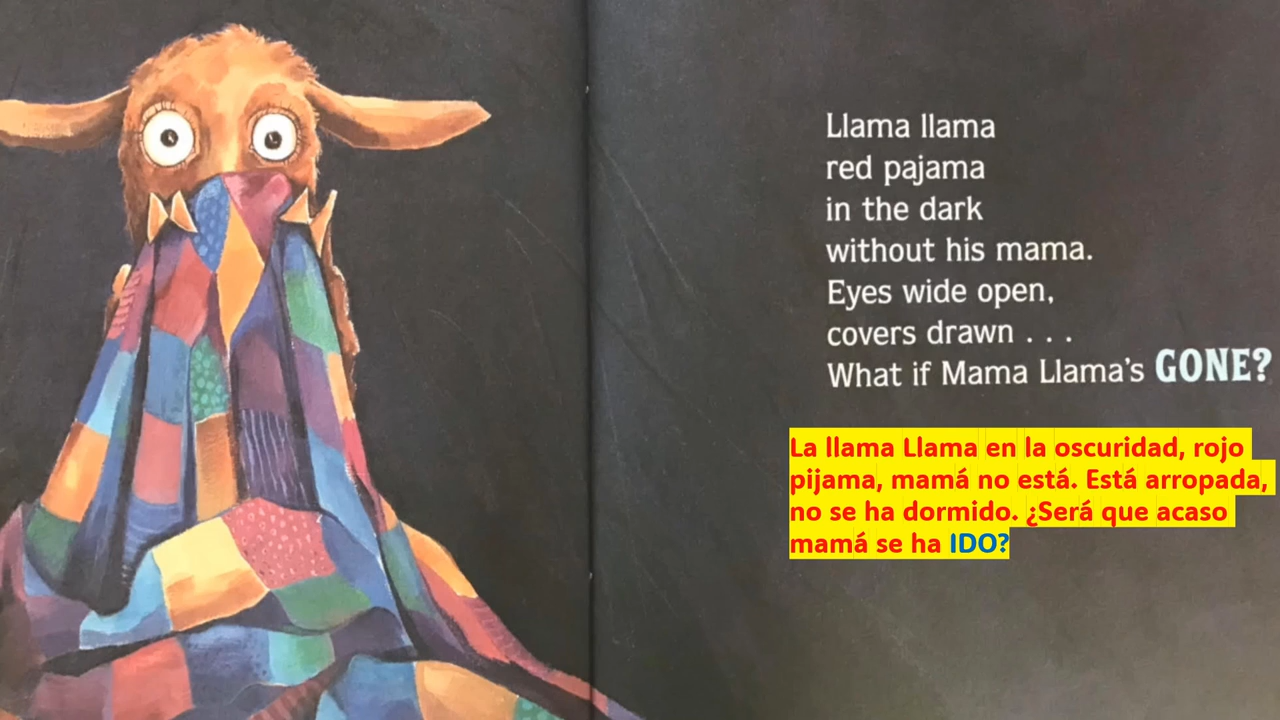 Llama llama
red pajama
in the dark
without his mama.
Eyes wide open,
covers drawn . . .
What if Mama Llama's GONE?
La llama Llama en la oscuridad, rojo
pijama, mamá no está. Está arropada,
no se ha dormido. ¿Será que acaso
mamá se ha IDO?